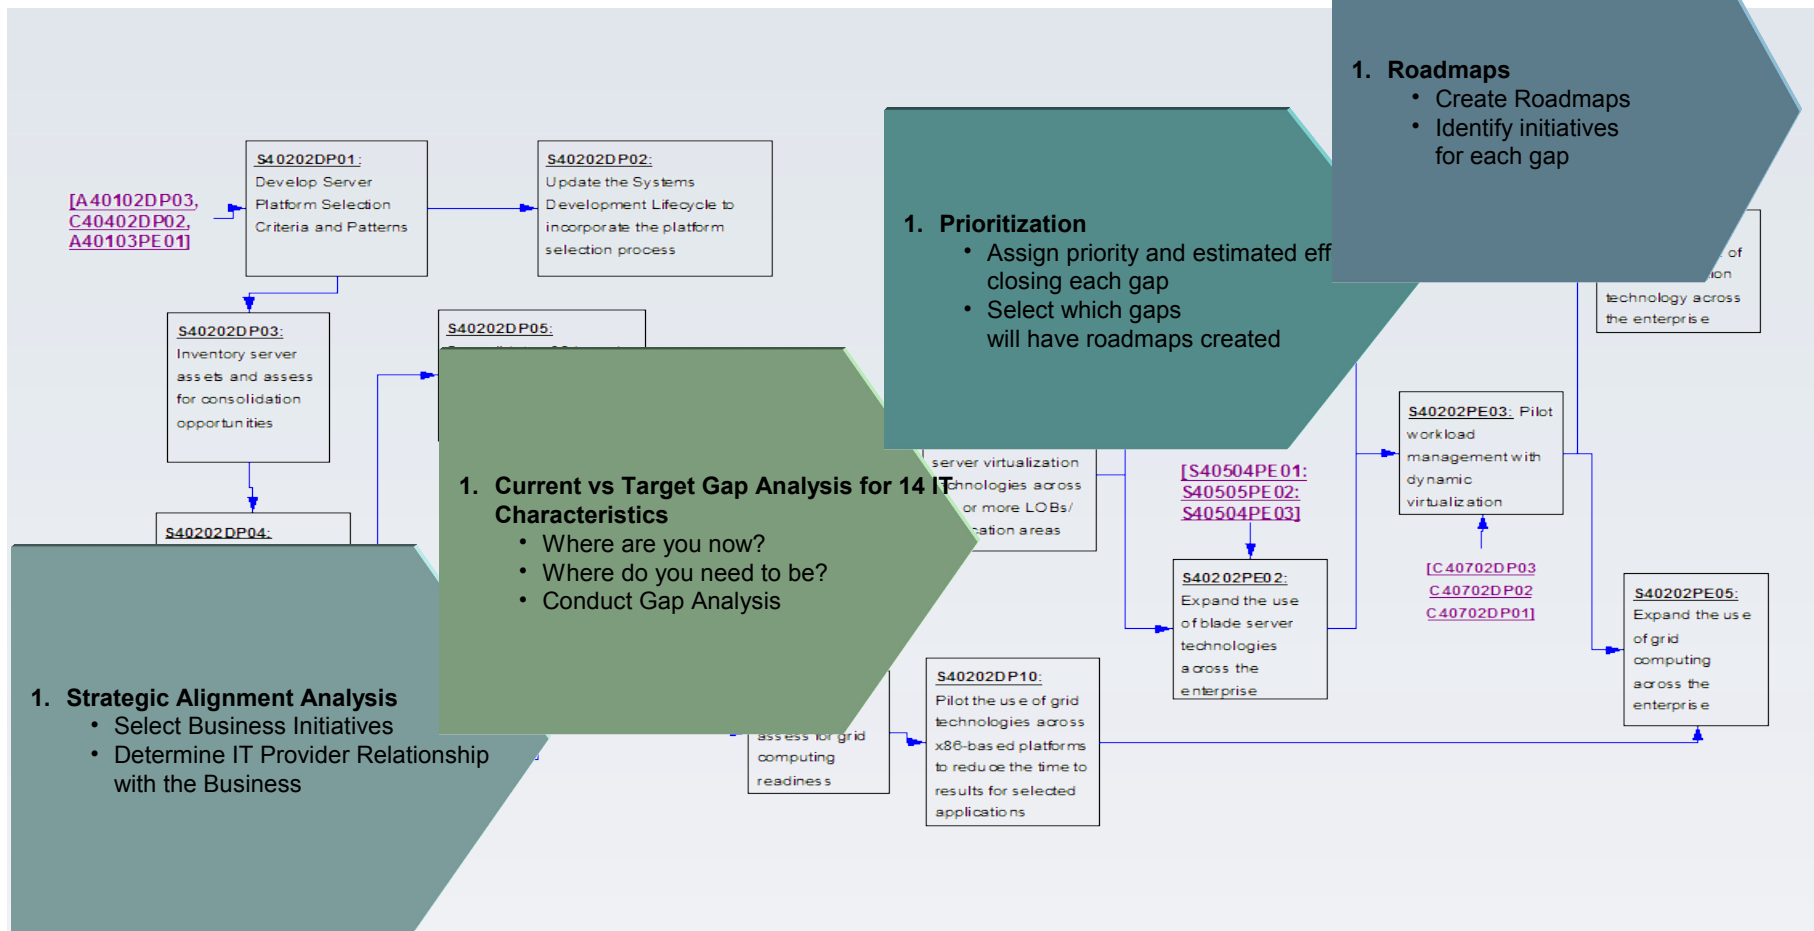 1. Roadmaps
• Create Roadmaps
• Identify initiatives
for each gap
1. Prioritization
• Assign priority and estimated eff
closing each gap
• Select which gaps
will have roadmaps created
1. Current vs Target Gap Analysis for 14 IT
Characteristics
• Where are you now?
• Where do you need to be?
• Conduct Gap Analysis
1. Strategic Alignment Analysis
• Select Business Initiatives
• Determine IT Provider Relationship
with the Business
[A40102DP03,
C40402DP02,
A40103PE01]
S40202DP01:
Develop Server
Platform Selection
Criteria and Patterns
S40202DP02:
Update the Systems
Development Lifecycle to
incorporate the platform
selection process
S40202DP03:
Inventory server
assets and assess
for consolidation
opportunities
S40202DP05:
S40202DP04:
server virtualization
technologies across
or more LOBs/
areas
[S40504PE01:
S40505PE02:
S40504PE03]
S40202PE02:
Expand the use
of blade server
technologies
across the
enterprise
of
technology across
the enterprise
S40202PE03: Pilot
workload
management with
dynamic
virtualization
[C40702DP03
C40702DP02
C40702DP01]
S40202PE05:
Expand the use
of grid
computing
across the
enterprise
assess for grid
computing
readiness
S40202DP10:
Pilot the use of grid
technologies across
x86-based platforms
to reduce the time to
results for selected
applications